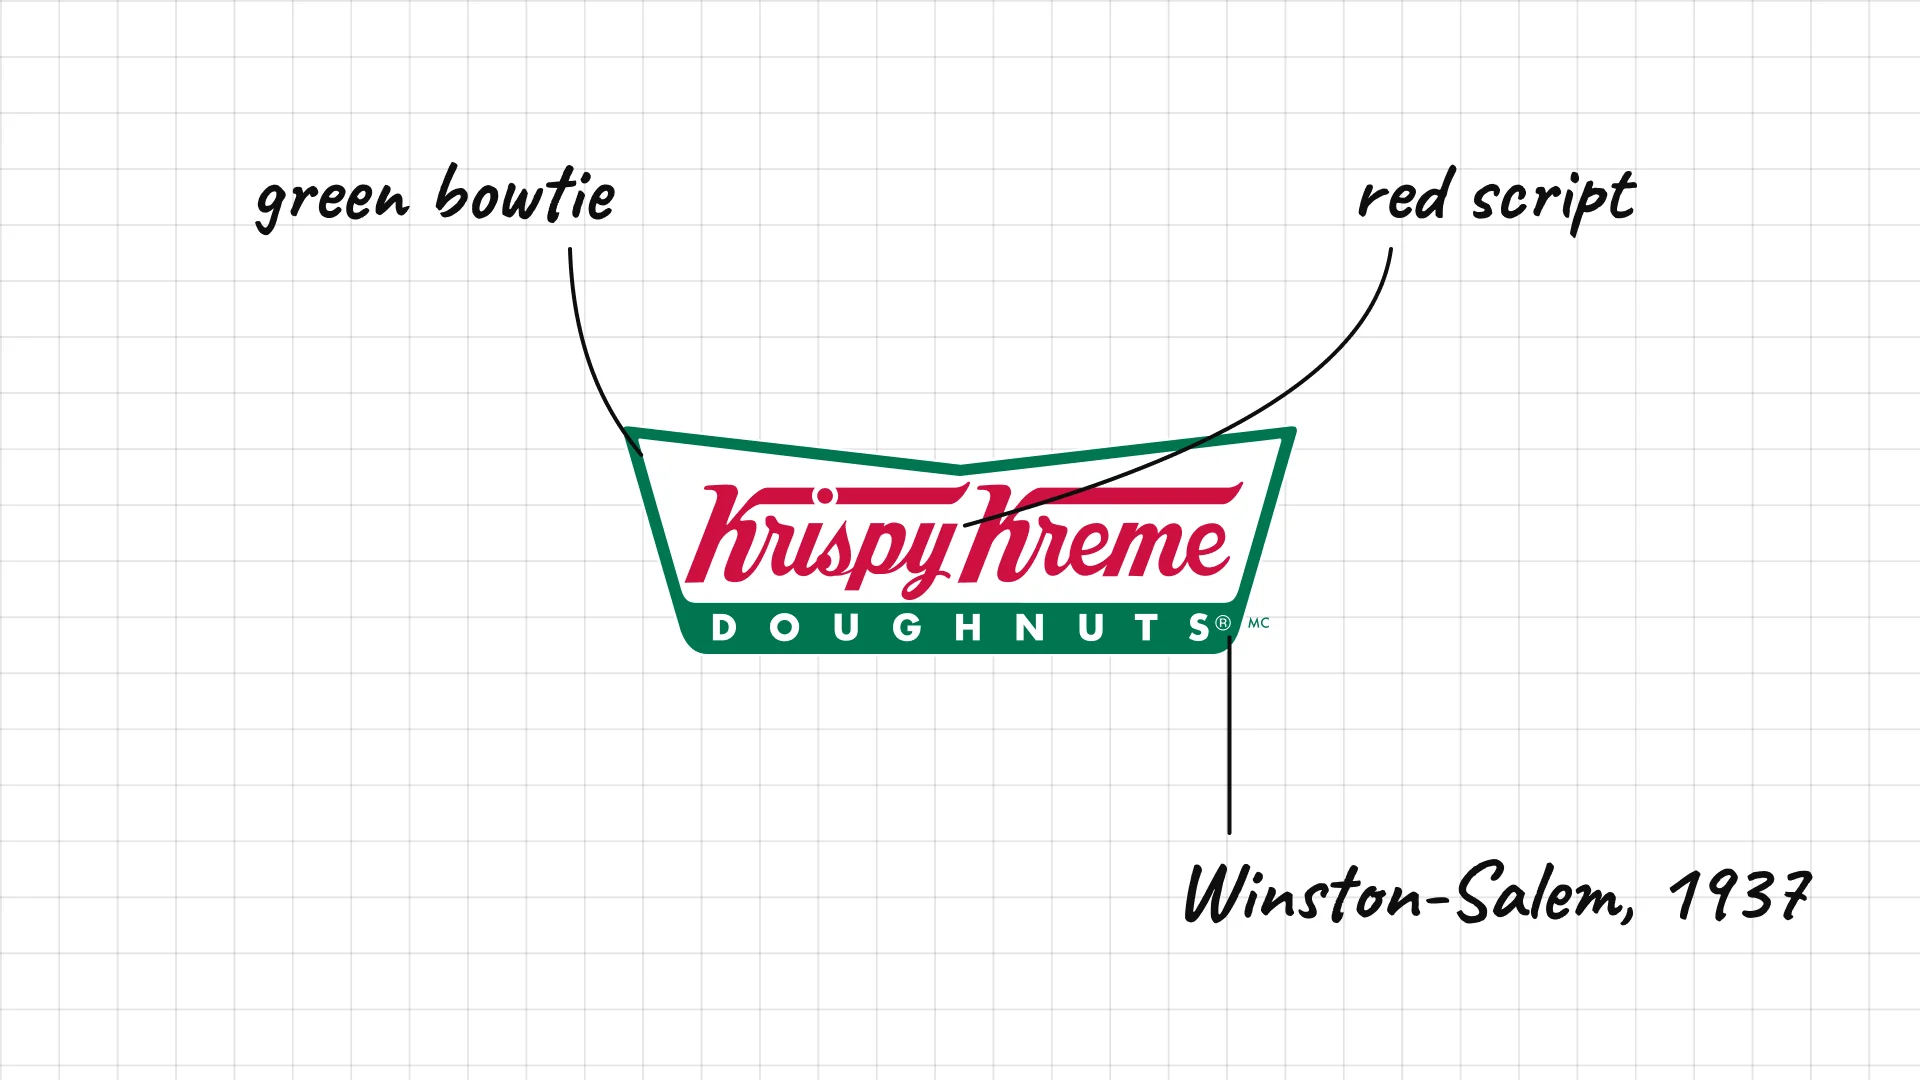 green bowtie
red script
Krispy Kreme
DOUGHNUTS® MC
Winston-Salem, 1937